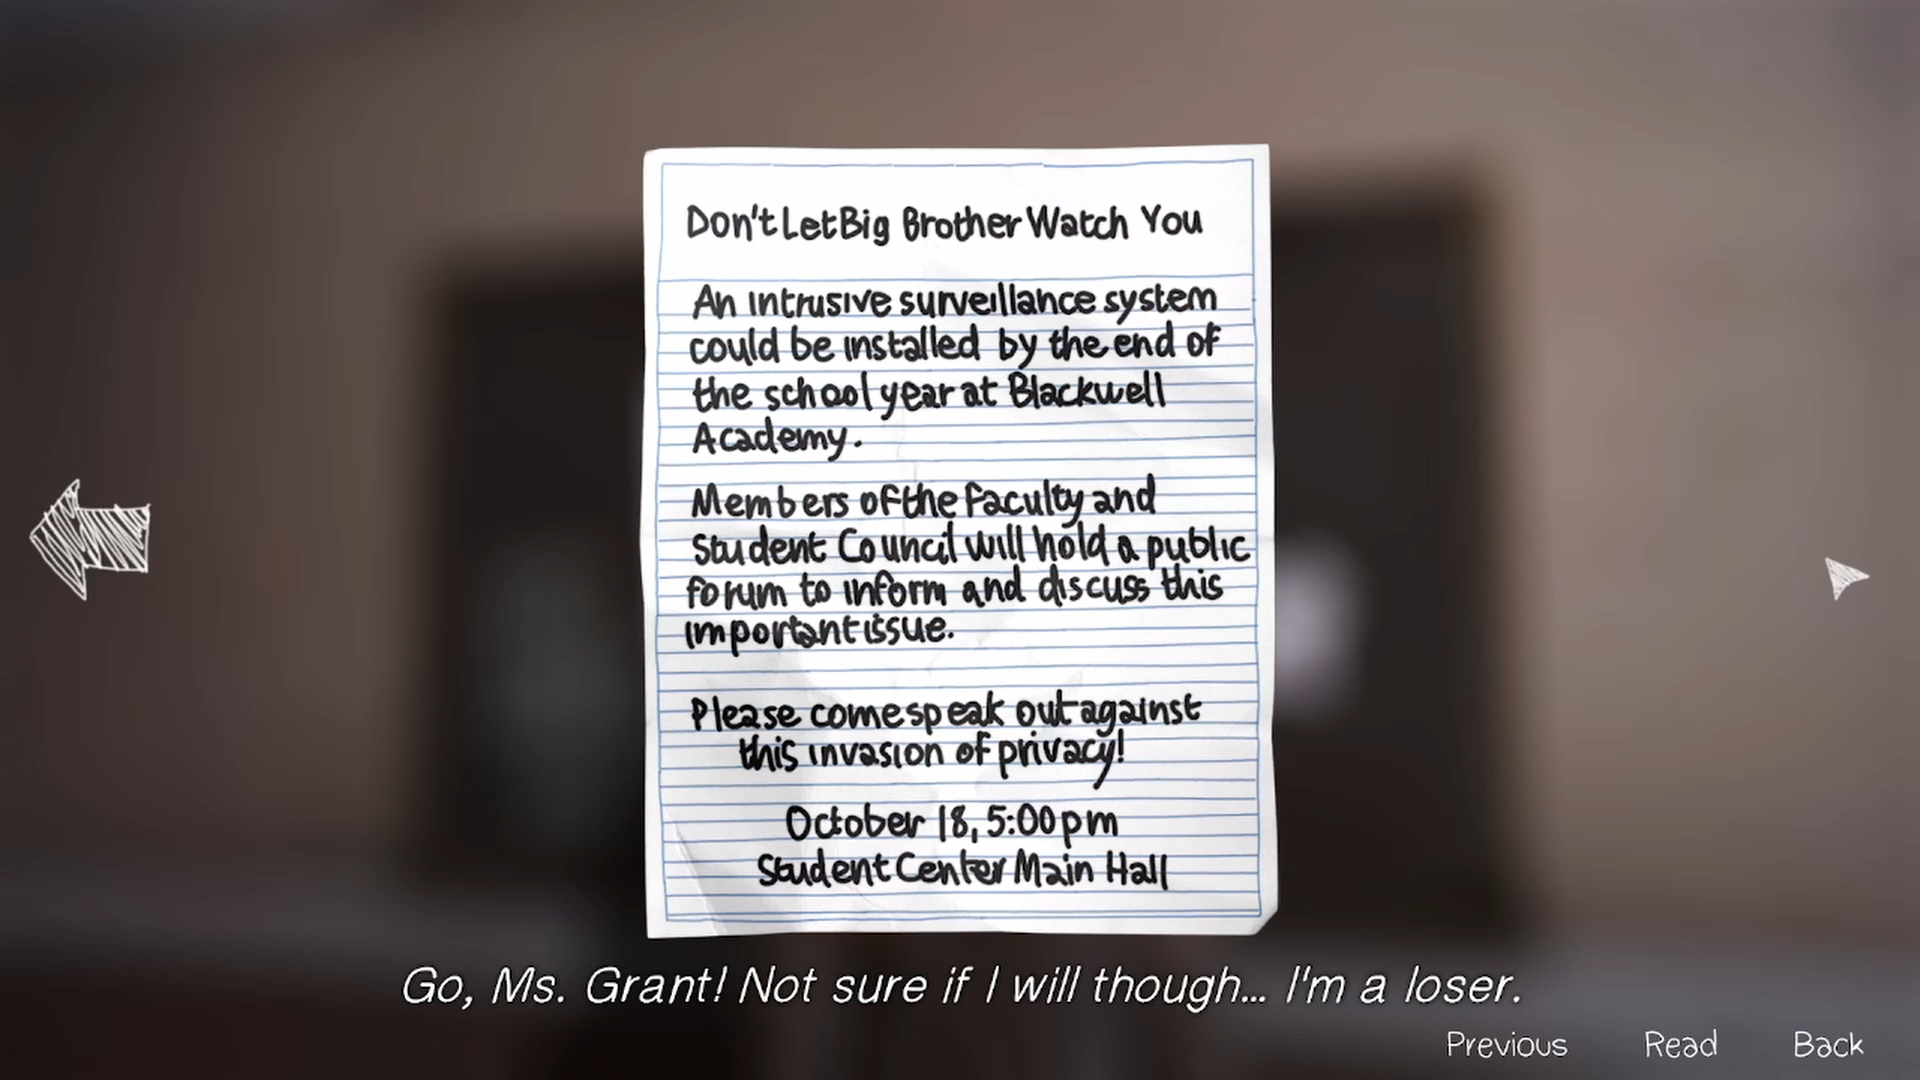 Don't Let Big Brother Watch You
An intrusive surveillance system
could be installed by the end of
the school year at Blackwell
Academy.
Members of the Faculty and
Student Council will hold a public
forum to inform and discuss this
important issue.
Please come speak out against
this invasion of privacy!
October 18, 5:00pm
Student Center Main Hall
Go, Ms. Grant! Not sure if I will though... I'm a loser.
Previous Read Back